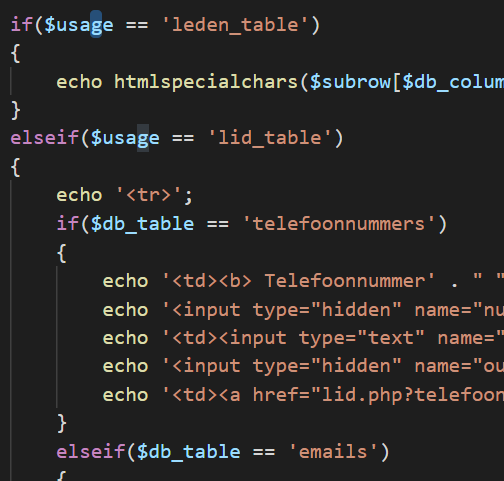 if($usage == 'leden_table')
{
echo htmlspecialchars($subrow[$db_colum
}
elseif($usage == 'lid_table')
{
echo '<tr>';
if($db_table == 'telefoonnummers')
{
echo '<td><b> Telefoonnummer' . " "
echo '<input type="hidden" name="nu
echo '<td><input type="text" name="
echo '<input type="hidden" name="ou
echo '<td><a href="lid.php?telefoon
}
elseif($db_table == 'emails')
{